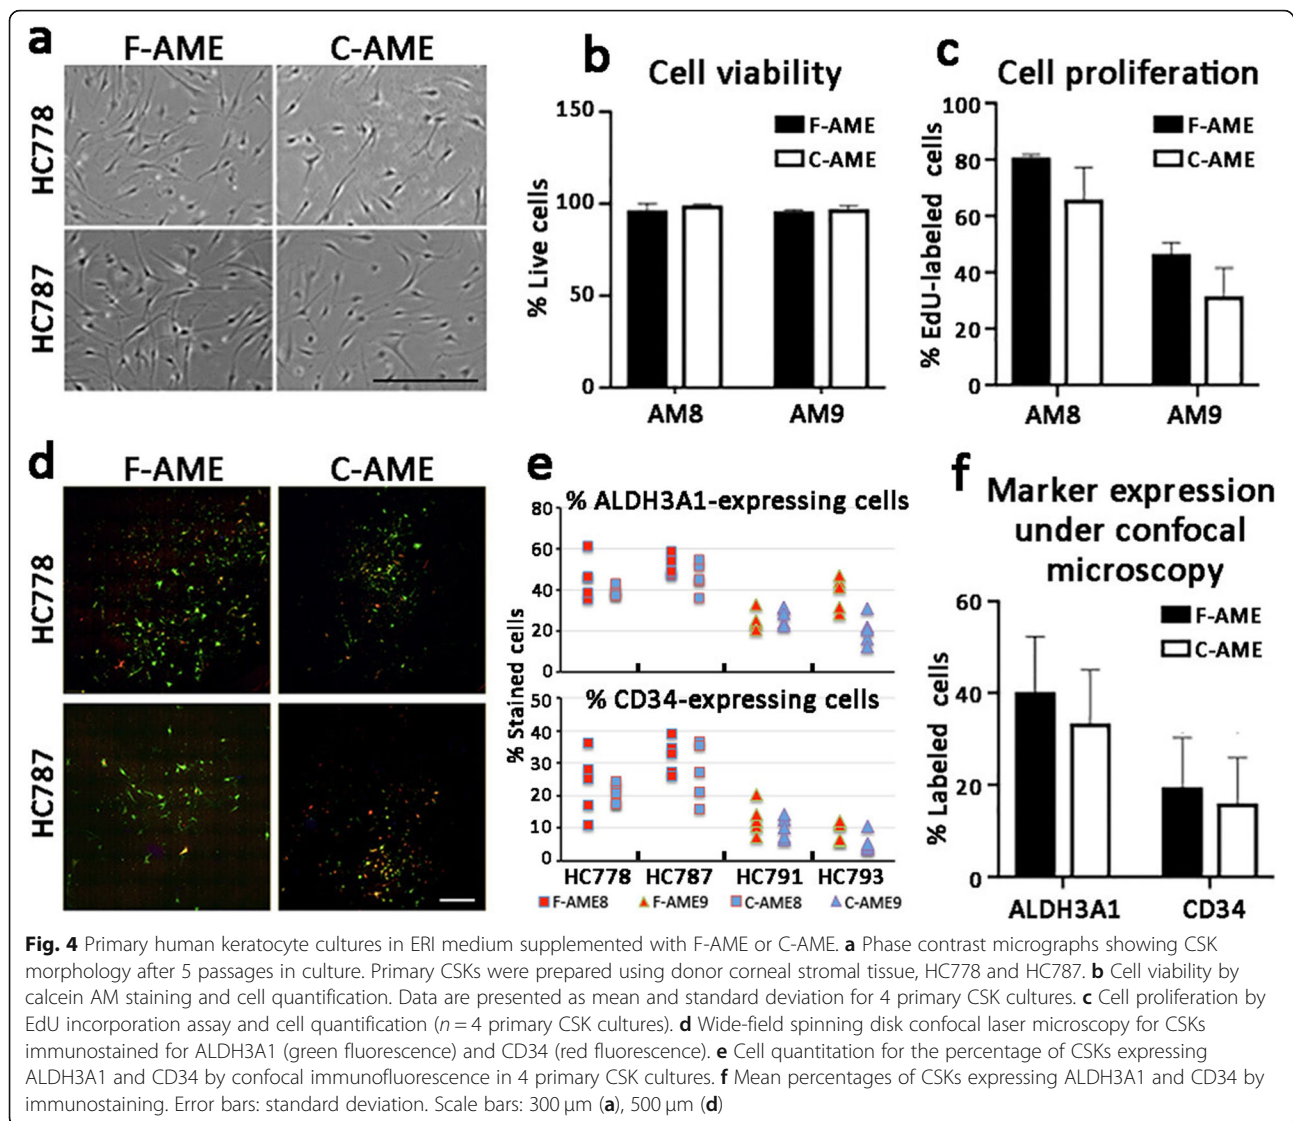 a
F-AME C-AME
HC778
HC787
b
Cell viability
150
100
50
0
% Live cells
F-AME
C-AME
AM8 AM9
c
Cell proliferation
100
80
60
40
20
0
% EdU-labeled cells
F-AME
C-AME
AM8 AM9
d
F-AME C-AME
HC778
HC787
e
% ALDH3A1-expressing cells
80
60
40
20
0
% Stained cells
% CD34-expressing cells
50
40
30
20
10
0
HC778 HC787 HC791 HC793
F-AME8 F-AME9 C-AME8 C-AME9
f
Marker expression
under confocal
microscopy
60
40
20
0
% Labeled cells
F-AME
C-AME
ALDH3A1 CD34
Fig. 4 Primary human keratocyte cultures in ERI medium supplemented with F-AME or C-AME. a Phase contrast micrographs showing CSK
morphology after 5 passages in culture. Primary CSKs were prepared using donor corneal stromal tissue, HC778 and HC787. b Cell viability by
calcein AM staining and cell quantification. Data are presented as mean and standard deviation for 4 primary CSK cultures. c Cell proliferation by
EdU incorporation assay and cell quantification (n = 4 primary CSK cultures). d Wide-field spinning disk confocal laser microscopy for CSKs
immunostained for ALDH3A1 (green fluorescence) and CD34 (red fluorescence). e Cell quantitation for the percentage of CSKs expressing
ALDH3A1 and CD34 by confocal immunofluorescence in 4 primary CSK cultures. f Mean percentages of CSKs expressing ALDH3A1 and CD34 by
immunostaining. Error bars: standard deviation. Scale bars: 300 μm (a), 500 μm (d)